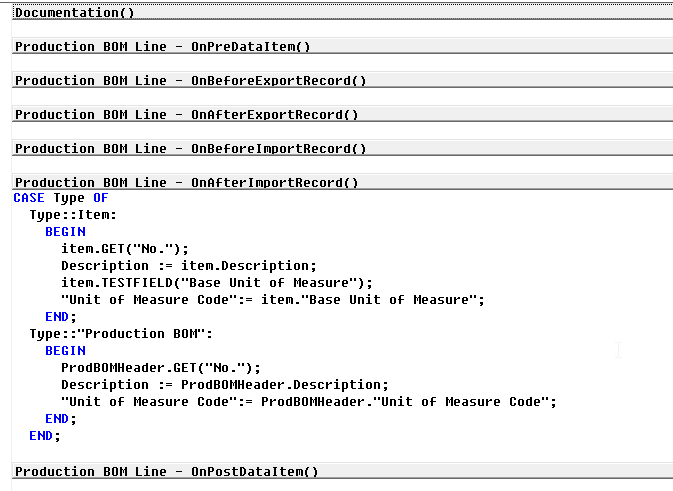 Documentation()
Production BOM Line - OnPreDataItem()
Production BOM Line - OnBeforeExportRecord()
Production BOM Line - OnAfterExportRecord()
Production BOM Line - OnBeforeImportRecord()
Production BOM Line - OnAfterImportRecord()
CASE Type OF
  Type::Item:
    BEGIN
      item.GET("No.");
      Description := item.Description;
      item.TESTFIELD("Base Unit of Measure");
      "Unit of Measure Code":= item."Base Unit of Measure";
    END;
  Type::"Production BOM":
    BEGIN
      ProdBOMHeader.GET("No.");
      Description := ProdBOMHeader.Description;
      "Unit of Measure Code":= ProdBOMHeader."Unit of Measure Code";
    END;
  END;
Production BOM Line - OnPostDataItem()